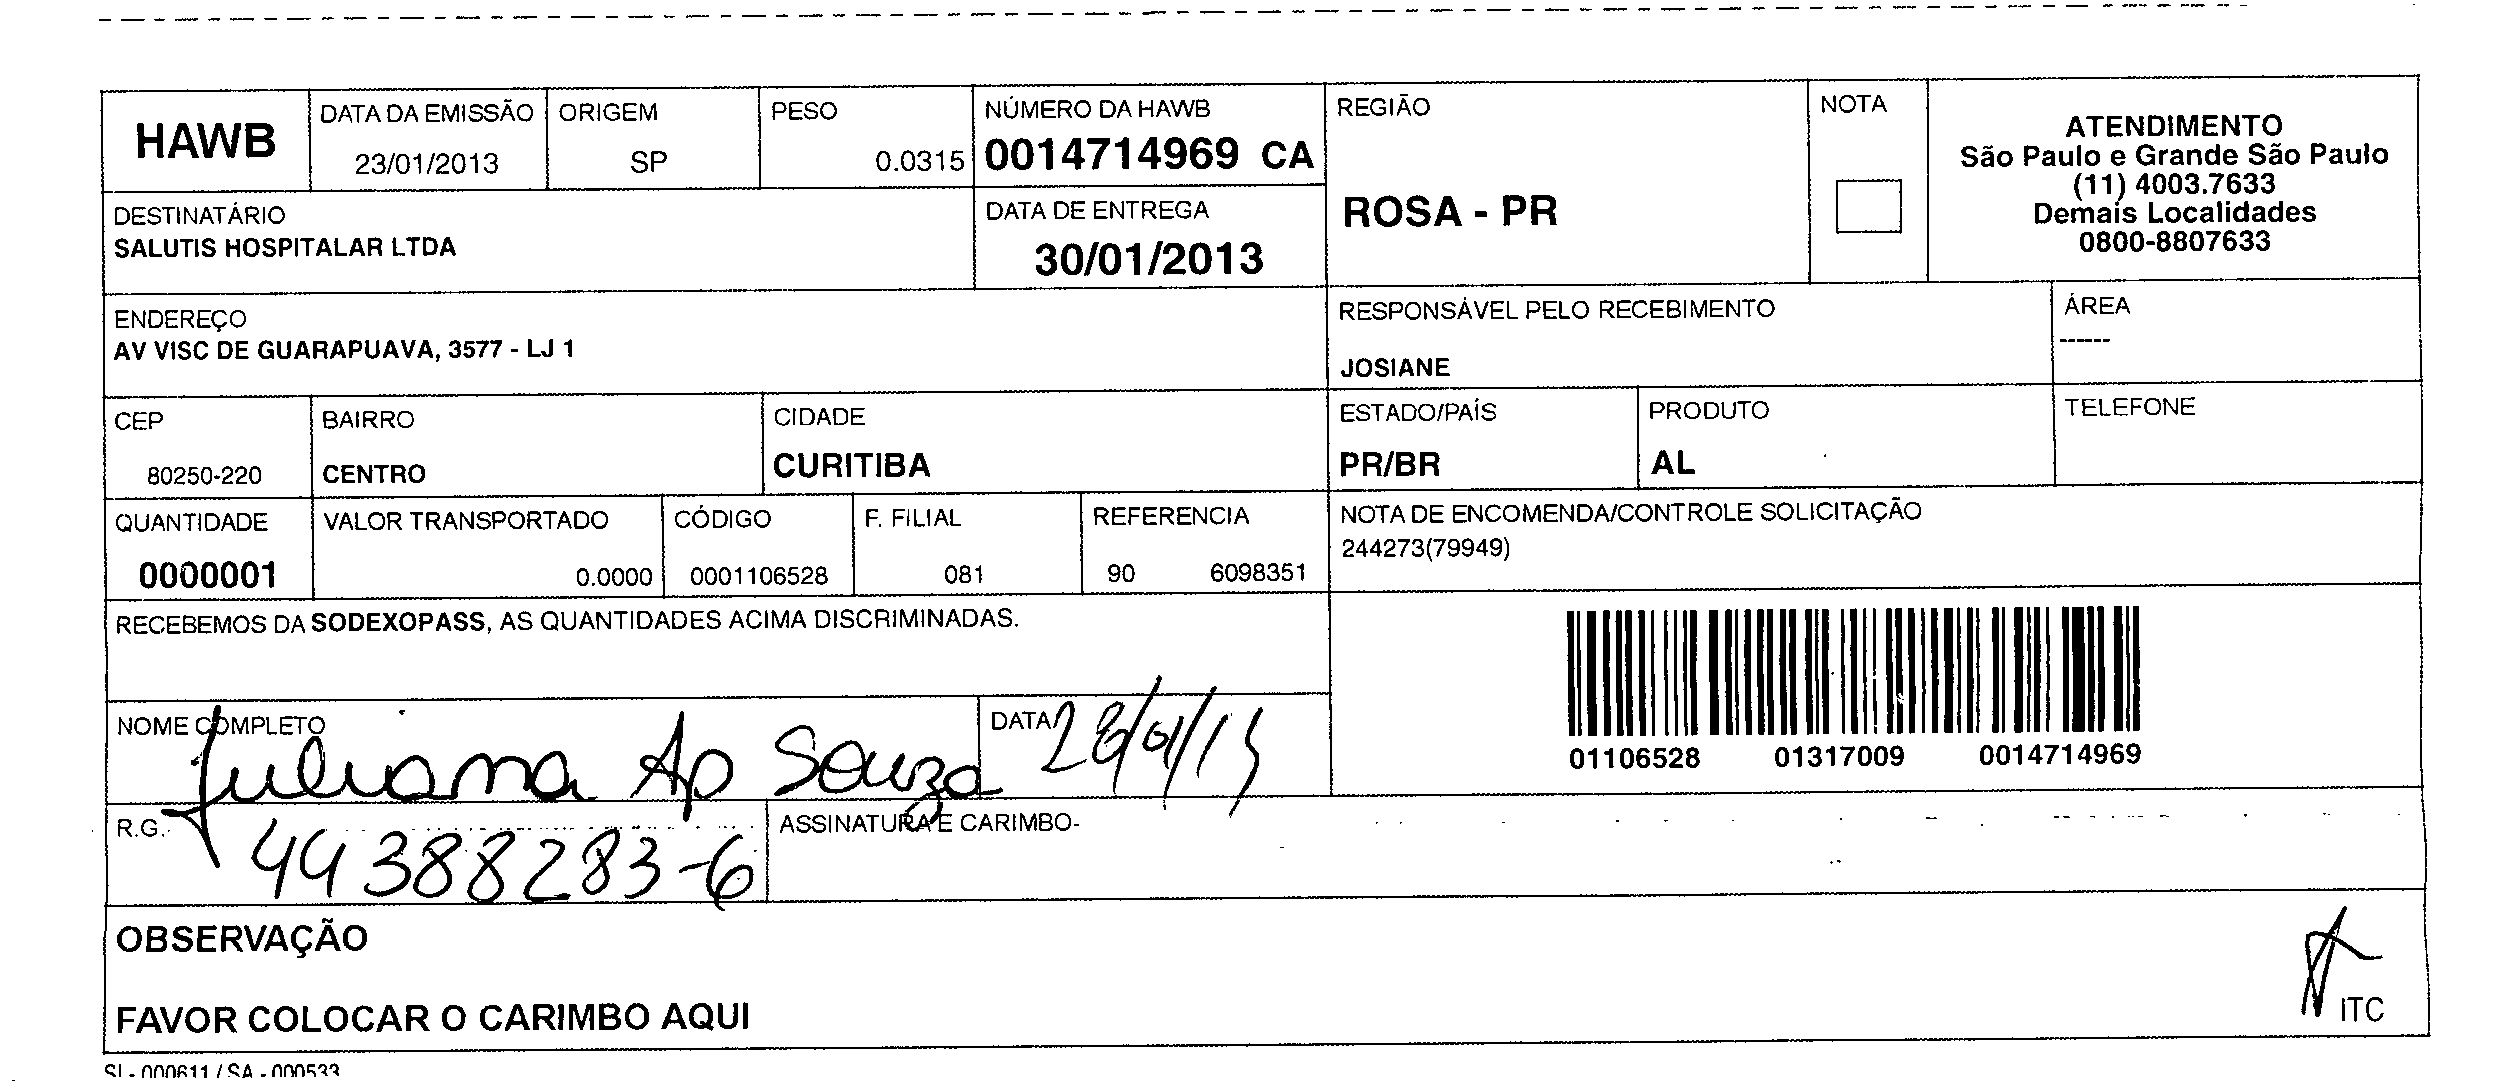 HAWB
DATA DA EMISSÃO
23/01/2013
ORIGEM
SP
PESO
0.0315
NÚMERO DA HAWB
0014714969 CA
REGIÃO
ROSA - PR
NOTA
ATENDIMENTO
São Paulo e Grande São Paulo
(11) 4003.7633
Demais Localidades
0800-8807633
DESTINATÁRIO
SALUTIS HOSPITALAR LTDA
DATA DE ENTREGA
30/01/2013
ENDEREÇO
AV VISC DE GUARAPUAVA, 3577 - LJ 1
RESPONSÁVEL PELO RECEBIMENTO
JOSIANE
ÁREA
------
CEP
80250-220
BAIRRO
CENTRO
CIDADE
CURITIBA
ESTADO/PAÍS
PR/BR
PRODUTO
AL
TELEFONE
QUANTIDADE
0000001
VALOR TRANSPORTADO
0.0000
CÓDIGO
0001106528
F. FILIAL
081
REFERENCIA
90 6098351
NOTA DE ENCOMENDA/CONTROLE SOLICITAÇÃO
244273(79949)
RECEBEMOS DA SODEXOPASS, AS QUANTIDADES ACIMA DISCRIMINADAS.
01106528 01317009 0014714969
NOME COMPLETO
Juliana Ap Souza
DATA
28/01/13
R.G.
44388283-6
ASSINATURA E CARIMBO
OBSERVAÇÃO
FAVOR COLOCAR O CARIMBO AQUI
ITC
SI - 000611 / SA - 000533